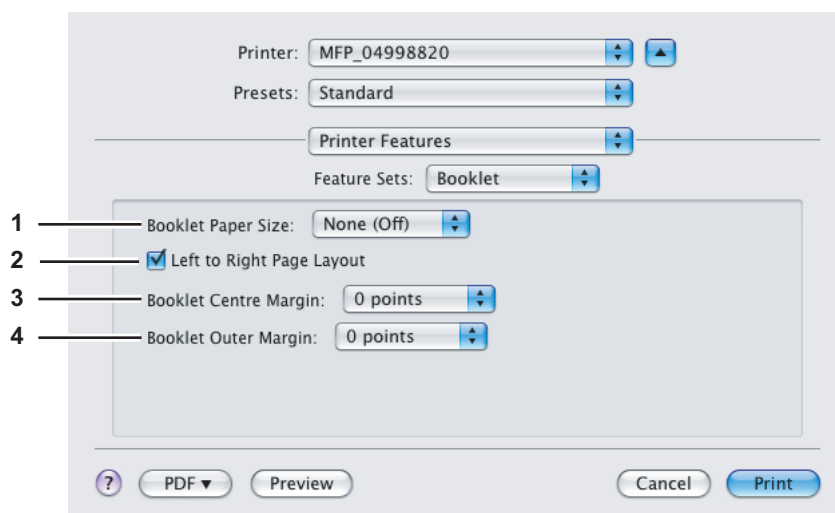 Printer: MFP_04998820
Presets: Standard
Printer Features
Feature Sets: Booklet
1 Booklet Paper Size: None (Off)
2 Left to Right Page Layout
3 Booklet Centre Margin: 0 points
4 Booklet Outer Margin: 0 points
? PDF ▼ Preview Cancel Print